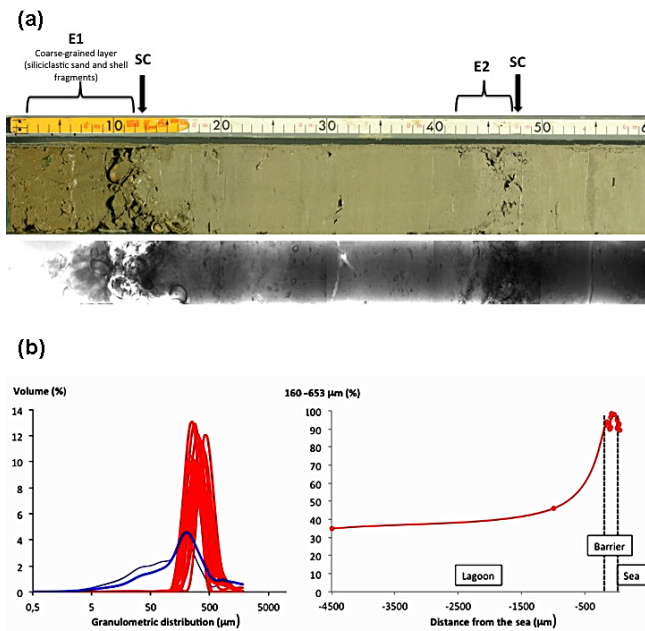 (a)
E1
Coarse-grained layer
(siliciclastic sand and shell
fragments)
SC
E2
SC
10
20
30
40
50
6
(b)
Volume (%)
14
12
10
8
6
4
2
0
0,5
5
50
500
5000
Granulometric distribution (µm)
160 –653 µm (%)
100
90
80
70
60
50
40
30
20
10
0
Lagoon
Barrier
Sea
-4500
-3500
-2500
-1500
-500
Distance from the sea (µm)